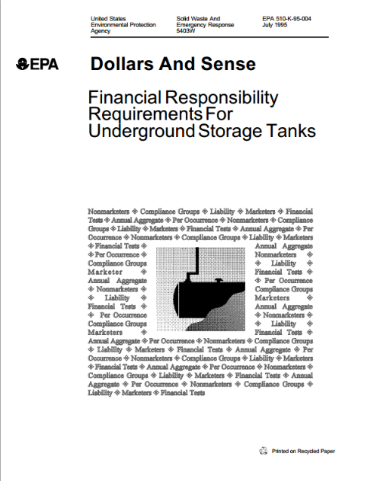 United States
Environmental Protection
Agency
Solid Waste And
Emergency Response
5403W
EPA 510-K-95-004
July 1995
EPA
Dollars And Sense
Financial Responsibility
Requirements For
Underground Storage Tanks
Nonmarketers ❖ Compliance Groups ❖ Liability ❖ Marketers ❖ Financial
Tests ❖ Annual Aggregate ❖ Per Occurrence ❖ Nonmarketers ❖ Compliance
Groups ❖ Liability ❖ Marketers ❖ Financial Tests ❖ Annual Aggregate ❖ Per
Occurrence ❖ Nonmarketers ❖ Compliance Groups ❖ Liability ❖ Marketers
❖ Financial Tests ❖
❖ Per Occurrence
Compliance Groups
Marketer ❖
Annual Aggregate
❖ Nonmarketers ❖
❖ Liability ❖
Financial Tests ❖
❖ Per Occurrence
Compliance Groups
Marketers ❖
Annual Aggregate
Nonmarketers ❖
❖ Liability ❖
Financial Tests ❖
❖ Per Occurrence
Compliance Groups
Marketers ❖
Annual Aggregate
❖ Nonmarketers ❖
❖ Liability ❖
Financial Tests ❖
Annual Aggregate ❖ Per Occurrence ❖ Nonmarketers ❖ Compliance Groups
❖ Liability ❖ Marketers ❖ Financial Tests ❖ Annual Aggregate ❖ Per
Occurrence ❖ Nonmarketers ❖ Compliance Groups ❖ Liability ❖ Marketers
❖ Financial Tests ❖ Annual Aggregate ❖ Per Occurrence ❖ Nonmarketers ❖
Compliance Groups ❖ Liability ❖ Marketers ❖ Financial Tests ❖ Annual
Aggregate ❖ Per Occurrence ❖ Nonmarketers ❖ Compliance Groups ❖
Liability ❖ Marketers ❖ Financial Tests
Printed on Recycled Paper